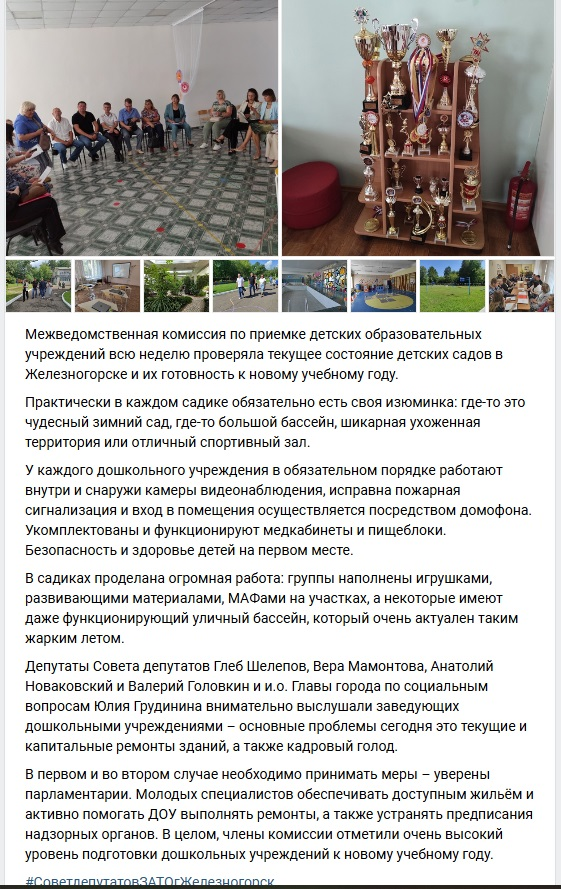 Межведомственная комиссия по приемке детских образовательных
учреждений всю неделю проверяла текущее состояние детских садов в
Железногорске и их готовность к новому учебному году.
Практически в каждом садике обязательно есть своя изюминка: где-то это
чудесный зимний сад, где-то большой бассейн, шикарная ухоженная
территория или отличный спортивный зал.
У каждого дошкольного учреждения в обязательном порядке работают
внутри и снаружи камеры видеонаблюдения, исправна пожарная
сигнализация и вход в помещения осуществляется посредством домофона.
Укомплектованы и функционируют медкабинеты и пищеблоки.
Безопасность и здоровье детей на первом месте.
В садиках проделана огромная работа: группы наполнены игрушками,
развивающими материалами, МАФами на участках, а некоторые имеют
даже функционирующий уличный бассейн, который очень актуален таким
жарким летом.
Депутаты Совета депутатов Глеб Шелепов, Вера Мамонтова, Анатолий
Новаковский и Валерий Головкин и и.о. Главы города по социальным
вопросам Юлия Грудинина внимательно выслушали заведующих
дошкольными учреждениями – основные проблемы сегодня это текущие и
капитальные ремонты зданий, а также кадровый голод.
В первом и во втором случае необходимо принимать меры – уверены
парламентарии. Молодых специалистов обеспечивать доступным жильём и
активно помогать ДОУ выполнять ремонты, а также устранять предписания
надзорных органов. В целом, члены комиссии отметили очень высокий
уровень подготовки дошкольных учреждений к новому учебному году.
#СоветдепутатовЗАТОгЖелезногорск